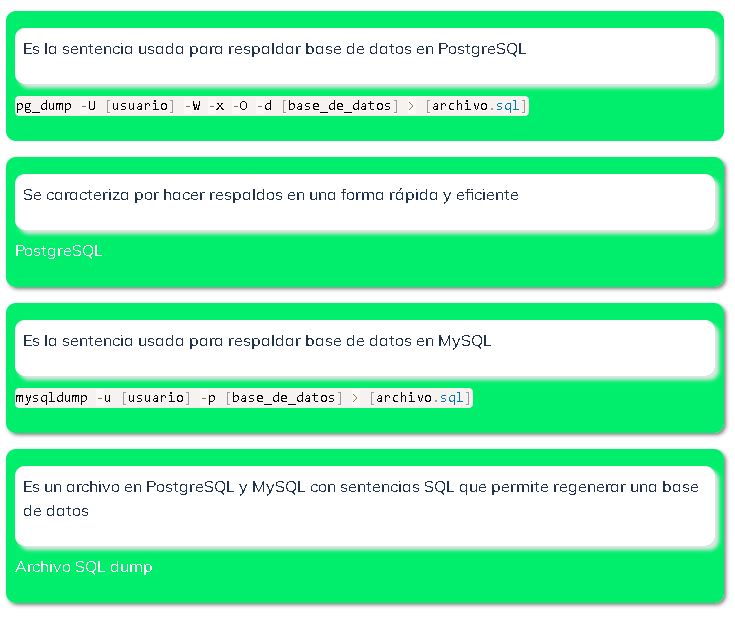 Es la sentencia usada para respaldar base de datos en PostgreSQL
pg_dump -U [usuario] -W -x -O -d [base_de_datos] > [archivo.sql]
Se caracteriza por hacer respaldos en una forma rápida y eficiente
PostgreSQL
Es la sentencia usada para respaldar base de datos en MySQL
mysqldump -u [usuario] -p [base_de_datos] > [archivo.sql]
Es un archivo en PostgreSQL y MySQL con sentencias SQL que permite regenerar una base
de datos
Archivo SQL dump